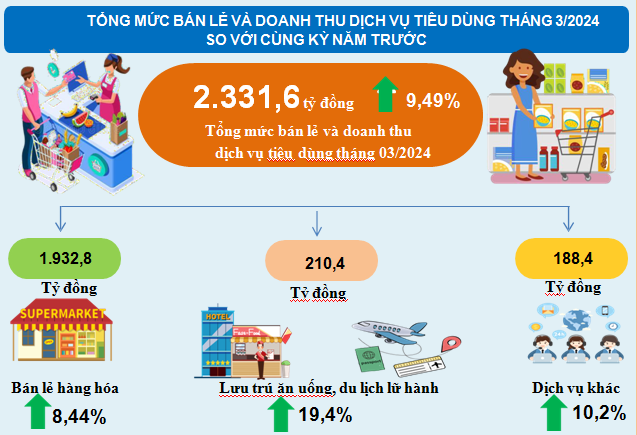 TỔNG MỨC BÁN LẺ VÀ DOANH THU DỊCH VỤ TIÊU DÙNG THÁNG 3/2024
SO VỚI CÙNG KỲ NĂM TRƯỚC
2.331,6 tỷ đồng
9,49%
Tổng mức bán lẻ và doanh thu
dịch vụ tiêu dùng tháng 03/2024
1.932,8
Tỷ đồng
SUPERMARKET
Bán lẻ hàng hóa
8,44%
210,4
Tỷ đồng
HOTEL
Lưu trú ăn uống, du lịch lữ hành
19,4%
188,4
Tỷ đồng
Dịch vụ khác
10,2%